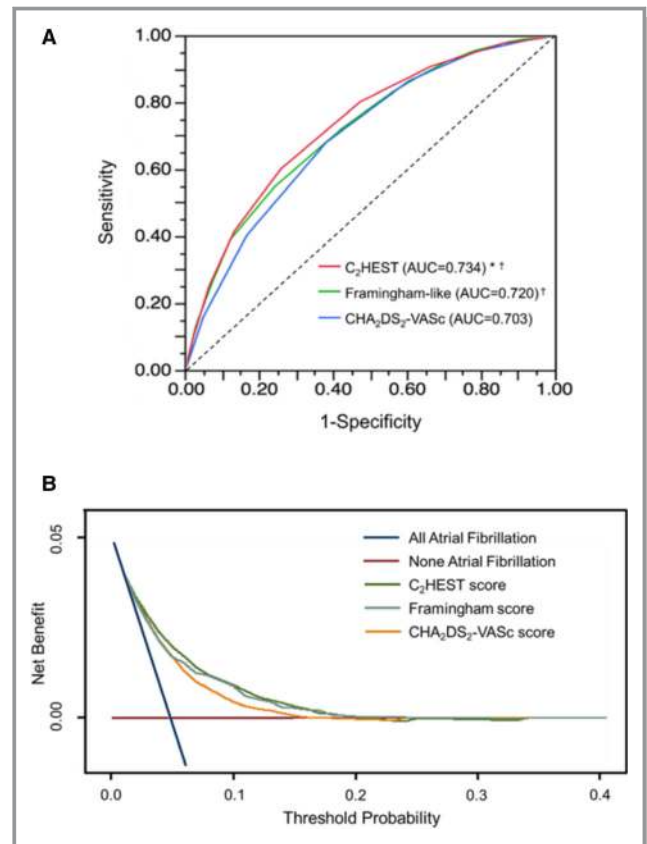 A
1.00
0.80
0.60
0.40
0.20
0.00
Sensitivity
C₂HEST (AUC=0.734) * †
Framingham-like (AUC=0.720)†
CHA₂DS₂-VASc (AUC=0.703)
0.00 0.20 0.40 0.60 0.80 1.00
1-Specificity
B
0.05
0.00
Net Benefit
All Atrial Fibrillation
None Atrial Fibrillation
C₂HEST score
Framingham score
CHA₂DS₂-VASc score
0.0 0.1 0.2 0.3 0.4
Threshold Probability